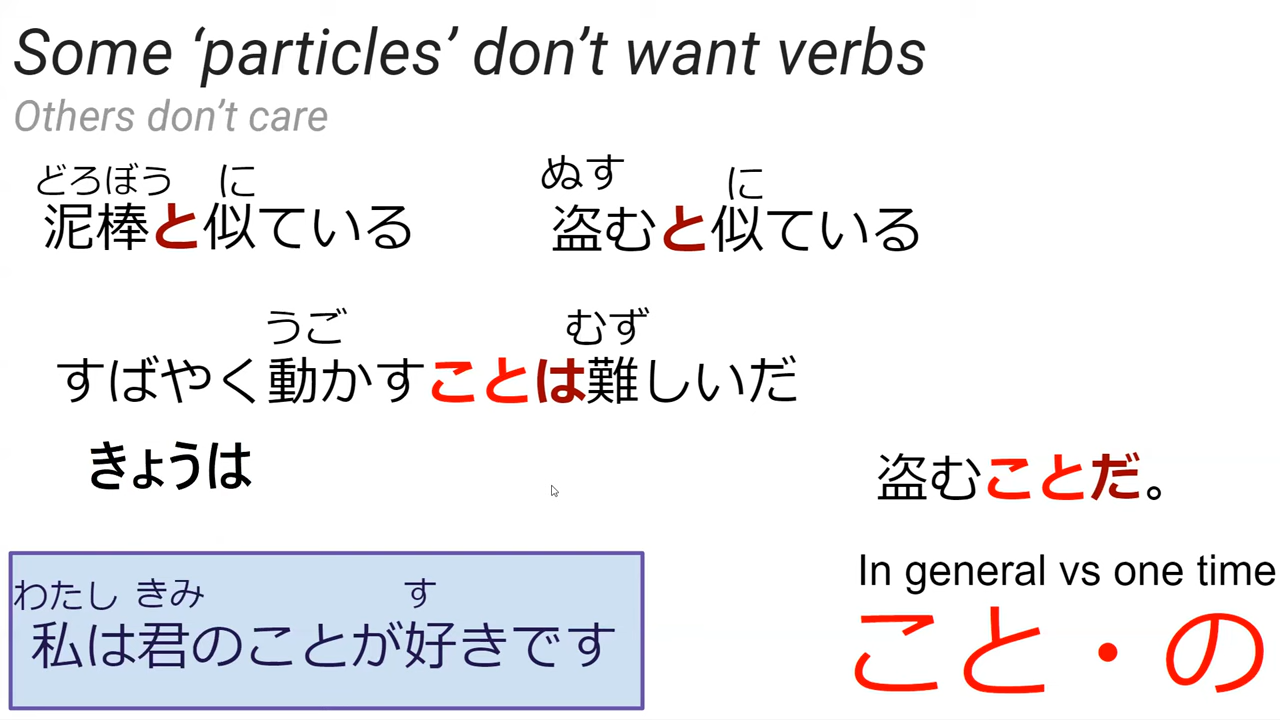 Some ‘particles’ don’t want verbs
Others don’t care
どろぼう に
泥棒と似ている
ぬす に
盗むと似ている
うご むず
すばやく動かすことは難しいだ
きょうは
盗むことだ。
In general vs one time
こと・の
わたし きみ す
私は君のことが好きです